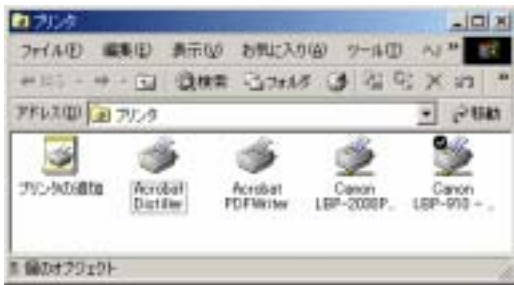 プリンタ
ファイル(F) 編集(E) 表示(V) お気に入り(A) ツール(T) ヘル »
検索 フォルダ »
アドレス(D) プリンタ 移動
プリンタの追加 Acrobat Distiller Acrobat PDFWriter Canon LBP-2000P.. Canon LBP-910 - ..
5 個のオブジェクト